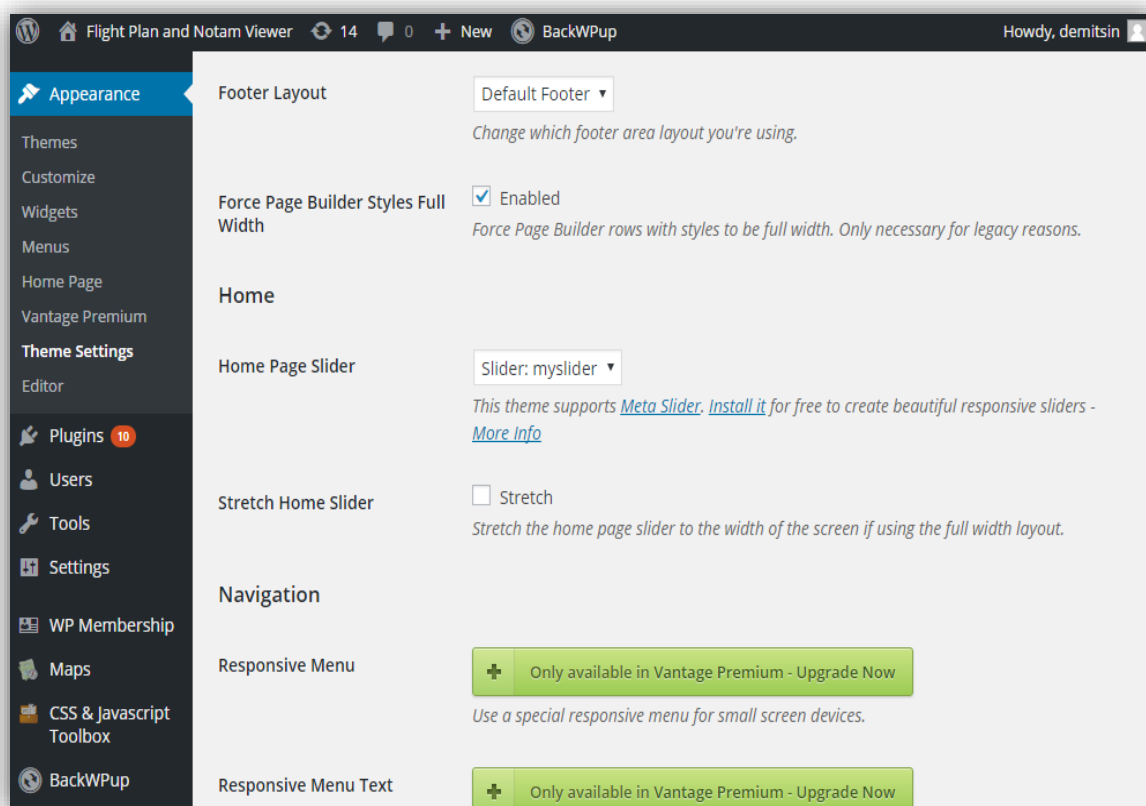 Flight Plan and Notam Viewer 14 0 New BackWPup Howdy, demitsin
Appearance
Themes
Customize
Widgets
Menus
Home Page
Vantage Premium
Theme Settings
Editor
Plugins 10
Users
Tools
Settings
WP Membership
Maps
CSS & Javascript
Toolbox
BackWPup
Footer Layout
Default Footer
Change which footer area layout you're using.
Force Page Builder Styles Full
Width
Enabled
Force Page Builder rows with styles to be full width. Only necessary for legacy reasons.
Home
Home Page Slider
Slider: myslider
This theme supports Meta Slider. Install it for free to create beautiful responsive sliders -
More Info
Stretch Home Slider
Stretch
Stretch the home page slider to the width of the screen if using the full width layout.
Navigation
Responsive Menu
Only available in Vantage Premium - Upgrade Now
Use a special responsive menu for small screen devices.
Responsive Menu Text
Only available in Vantage Premium - Upgrade Now